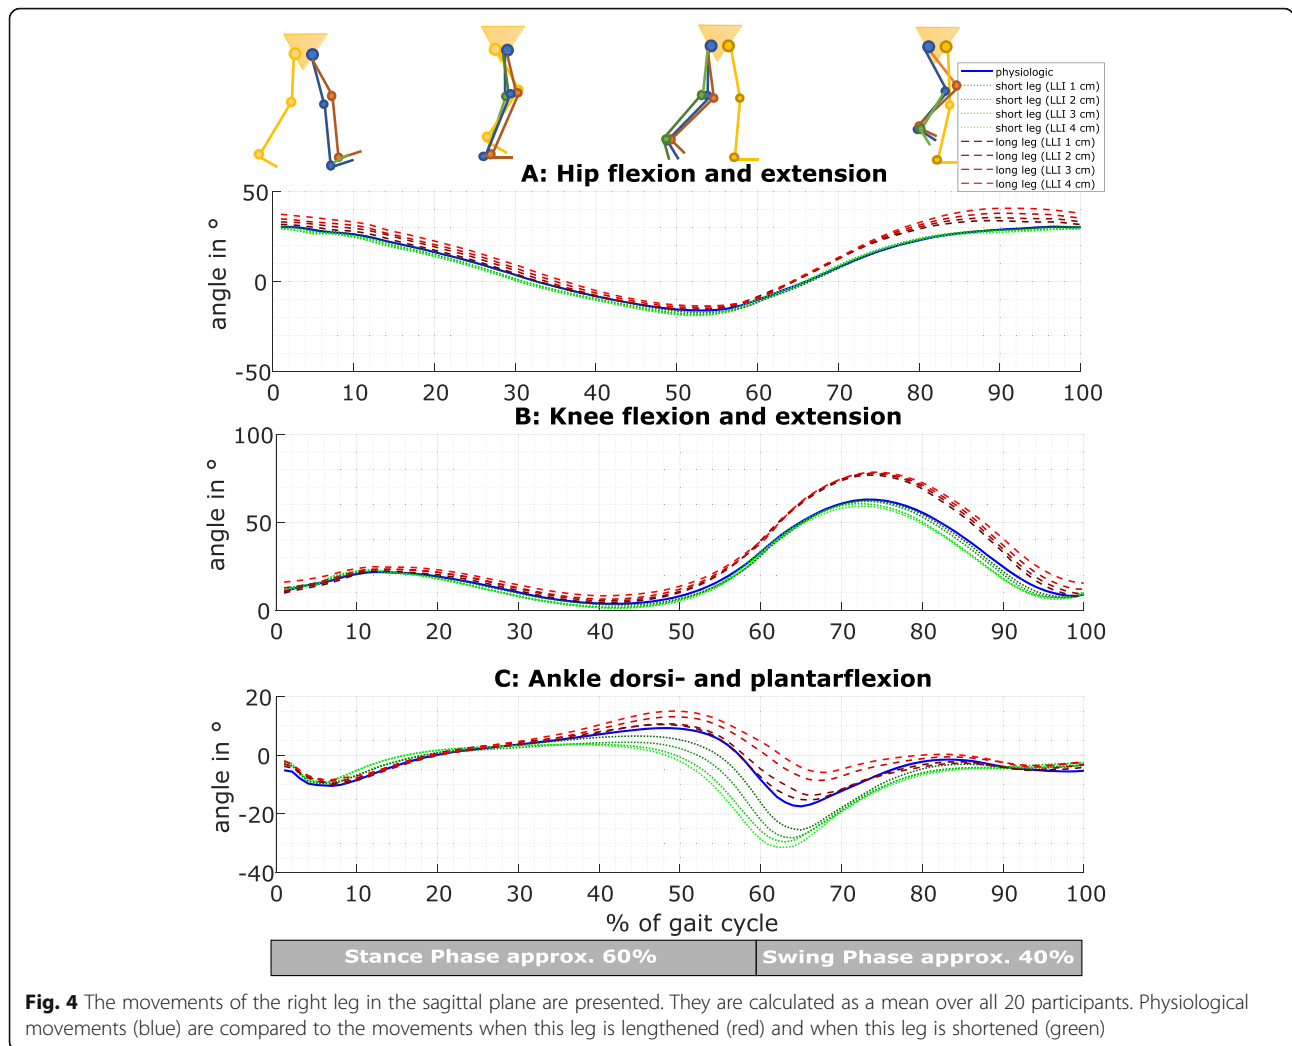 physiologic
short leg (LLI 1 cm)
short leg (LLI 2 cm)
short leg (LLI 3 cm)
short leg (LLI 4 cm)
long leg (LLI 1 cm)
long leg (LLI 2 cm)
long leg (LLI 3 cm)
long leg (LLI 4 cm)
A: Hip flexion and extension
angle in °
50
0
-50
0 10 20 30 40 50 60 70 80 90 100
B: Knee flexion and extension
angle in °
100
50
0
0 10 20 30 40 50 60 70 80 90 100
C: Ankle dorsi- and plantarflexion
angle in °
20
0
-20
-40
0 10 20 30 40 50 60 70 80 90 100
% of gait cycle
Stance Phase approx. 60% Swing Phase approx. 40%
Fig. 4 The movements of the right leg in the sagittal plane are presented. They are calculated as a mean over all 20 participants. Physiological
movements (blue) are compared to the movements when this leg is lengthened (red) and when this leg is shortened (green)